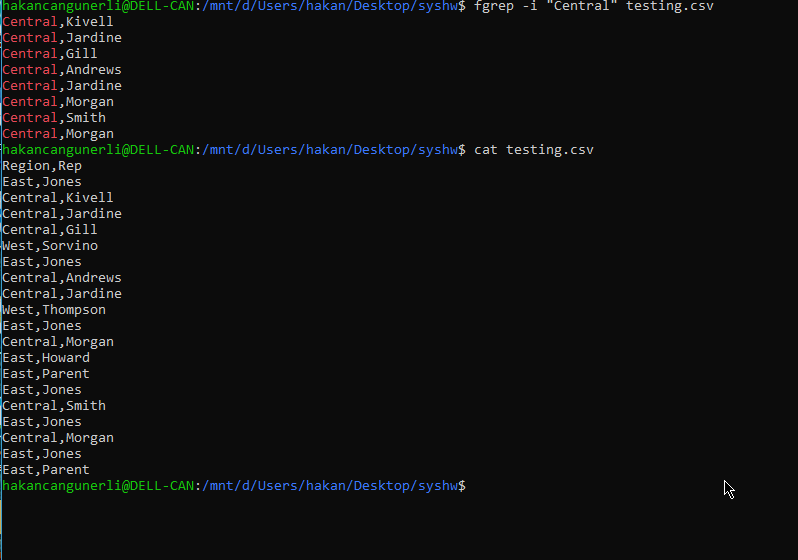 hakancangunerli@DELL-CAN:/mnt/d/Users/hakan/Desktop/syshw$ fgrep -i "Central" testing.csv
Central,Kivell
Central,Jardine
Central,Gill
Central,Andrews
Central,Jardine
Central,Morgan
Central,Smith
Central,Morgan
hakancangunerli@DELL-CAN:/mnt/d/Users/hakan/Desktop/syshw$ cat testing.csv
Region,Rep
East,Jones
Central,Kivell
Central,Jardine
Central,Gill
West,Sorvino
East,Jones
Central,Andrews
Central,Jardine
West,Thompson
East,Jones
Central,Morgan
East,Howard
East,Parent
East,Jones
Central,Smith
East,Jones
Central,Morgan
East,Jones
East,Parent
hakancangunerli@DELL-CAN:/mnt/d/Users/hakan/Desktop/syshw$